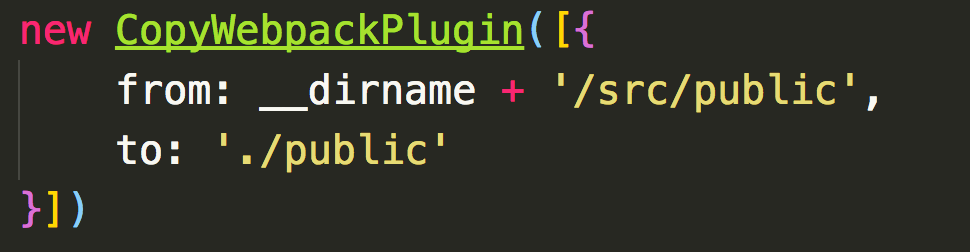 new CopyWebpackPlugin([{
    from: __dirname + '/src/public',
    to: './public'
}])